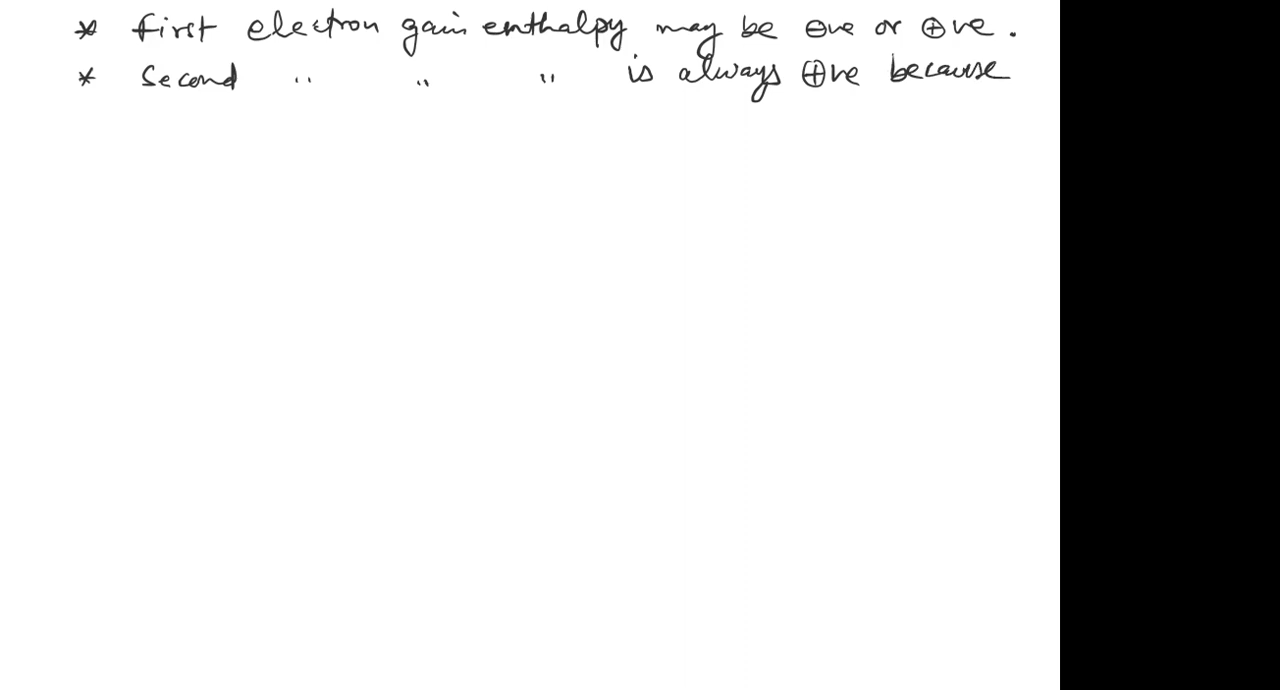 * first electron gain enthalpy may be ⊖ve or ⊕ve.
* Second " " " is always ⊕ve because